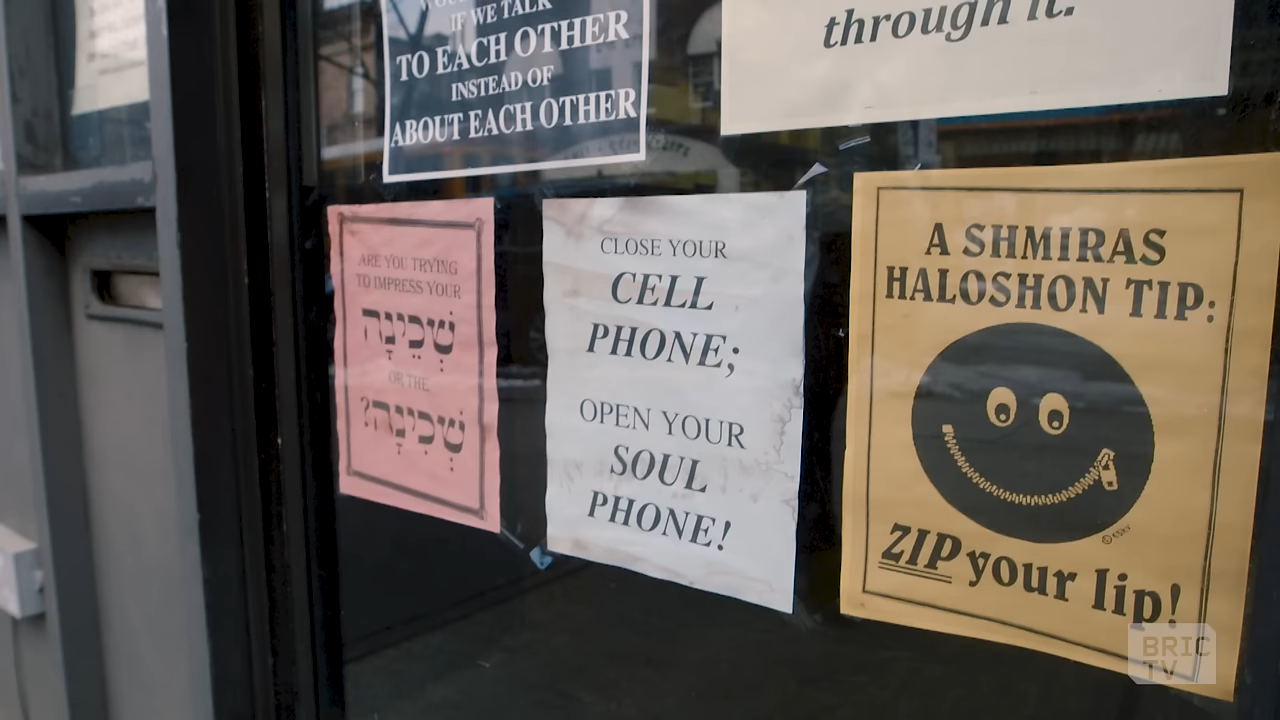 IF WE TALK
TO EACH OTHER
INSTEAD OF
ABOUT EACH OTHER
through it.
ARE YOU TRYING
TO IMPRESS YOUR
שְׁכֵינָה
OR THE
שְׁכִינָה?
CLOSE YOUR
CELL
PHONE;
OPEN YOUR
SOUL
PHONE!
A SHMIRAS
HALOSHON TIP:
ZIP your lip!
BRIC
TV